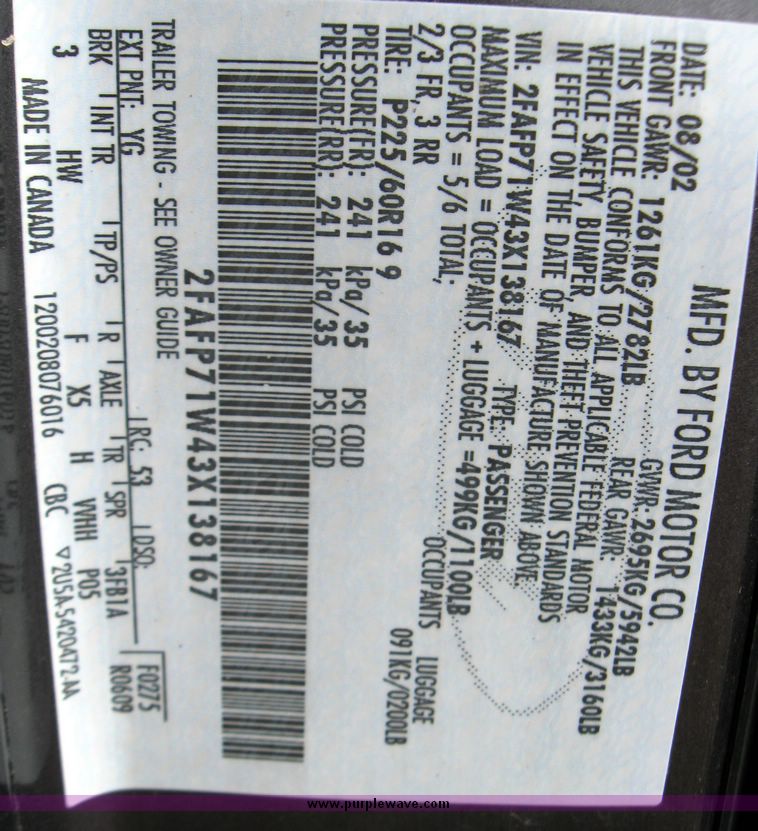 MFD. BY FORD MOTOR CO.
DATE: 08/02 GWR: 2695KG/5942LB
FRONT GAWR: 1261KG/2782LB REAR GAWR: 1433KG/3160LB
THIS VEHICLE CONFORMS TO ALL APPLICABLE FEDERAL MOTOR
VEHICLE SAFETY, BUMPER, AND THEFT PREVENTION STANDARDS
IN EFFECT ON THE DATE OF MANUFACTURE SHOWN ABOVE.
VIN: 2FAFP71W43X138167 TYPE: PASSENGER
MAXIMUM LOAD = OCCUPANTS + LUGGAGE =499KG/1100LB
OCCUPANTS = 5/6 TOTAL, OCCUPANTS LUGGAGE
2/3 FR, 3 RR 091KG/0200LB
TIRE: P225/60R16 9
PRESSURE(FR): 241 kPa/35 PSI COLD
PRESSURE(RR): 241 kPa/35 PSI COLD
2FAFP71W43X138167
TRAILER TOWING - SEE OWNER GUIDE
EXT PNT: YG RC: 53 DSO: F0275
BRK INT TR TP/PS R AXLE TR SPR 3FB1A R0609
3 HW F X5 H WHH P05
MADE IN CANADA 1200208076016 CBC 2U5A-5420472-AA
www.purplewave.com